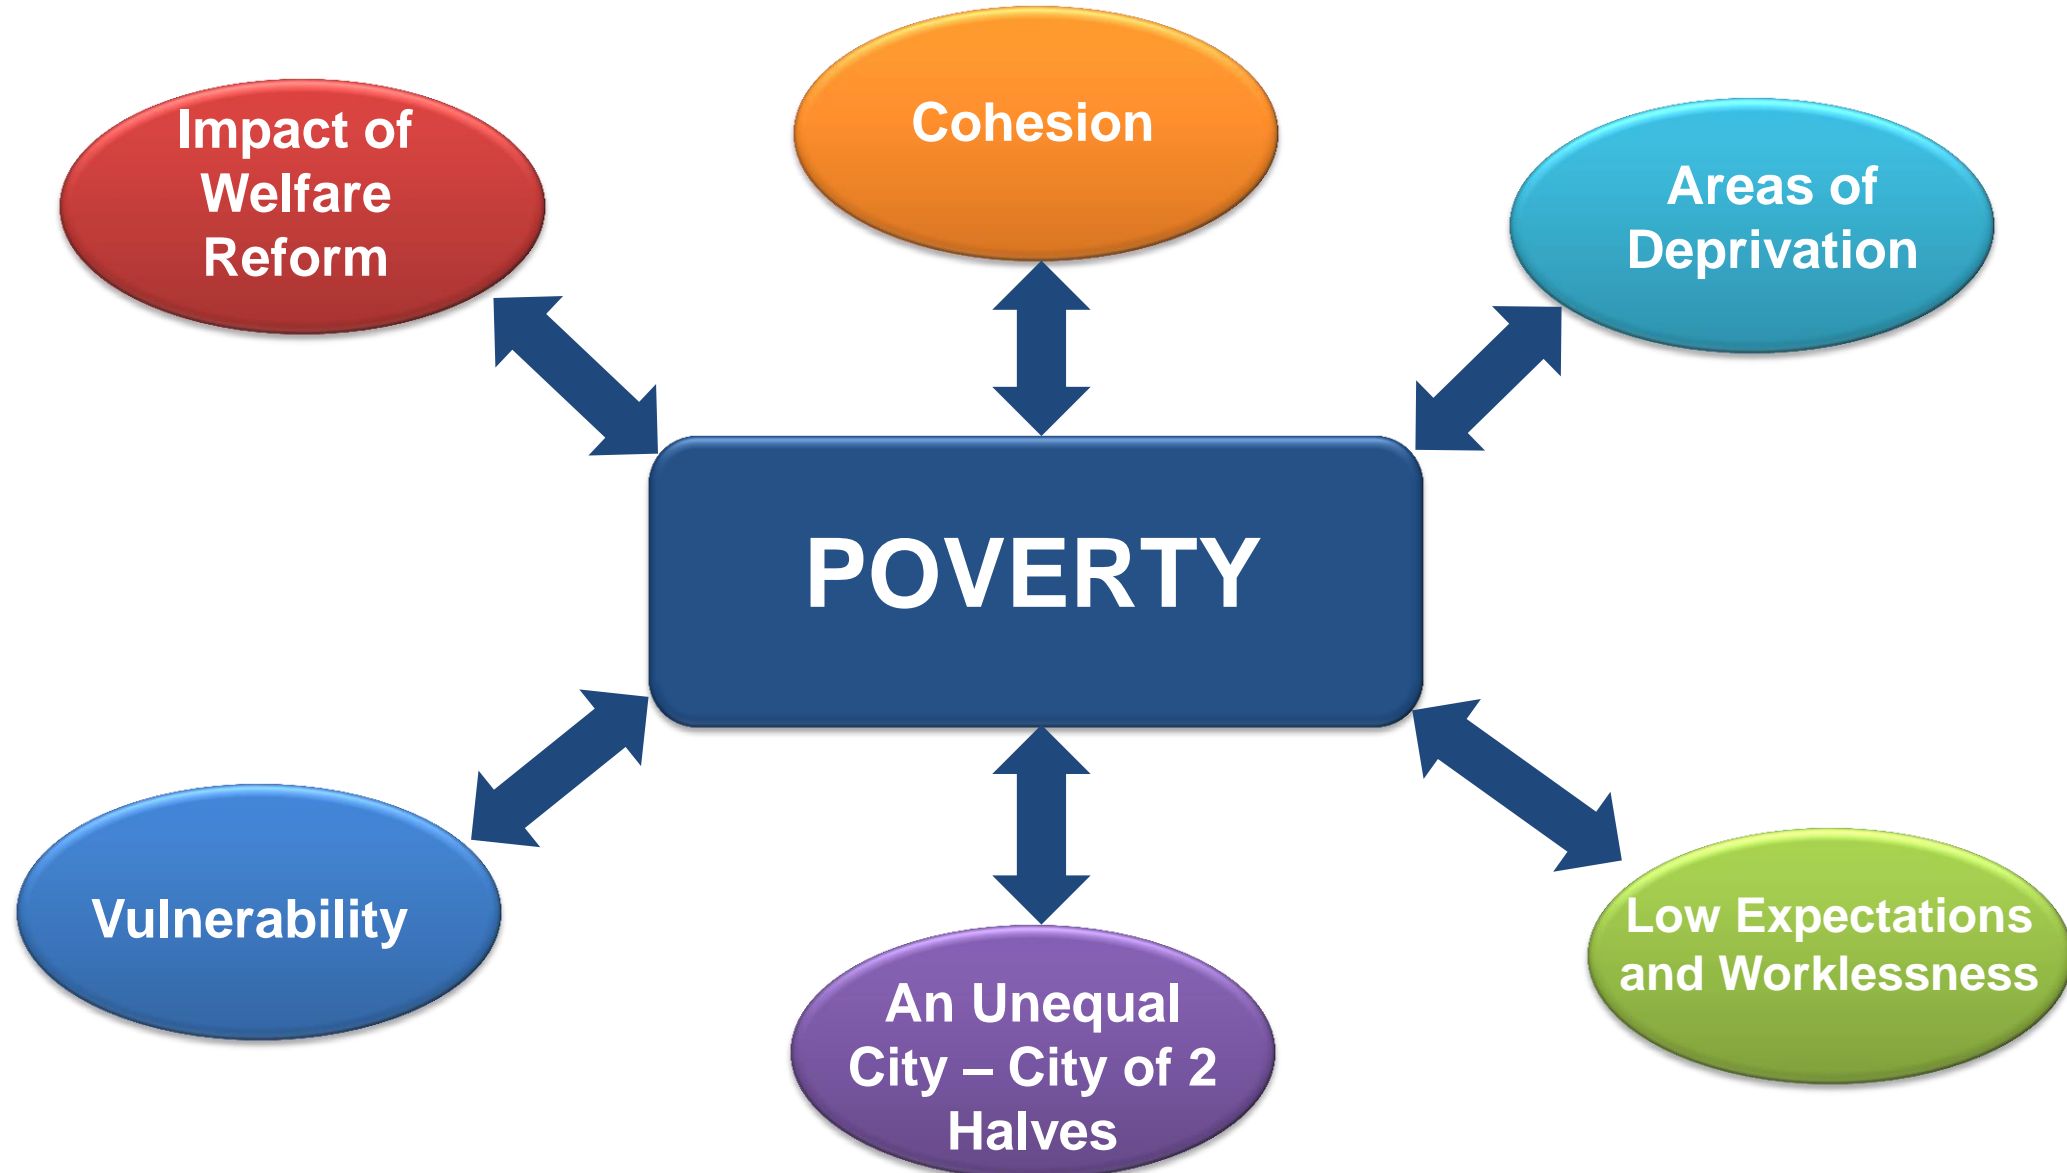 Impact of
Welfare
Reform
Cohesion
Areas of
Deprivation
POVERTY
Vulnerability
An Unequal
City – City of 2
Halves
Low Expectations
and Worklessness